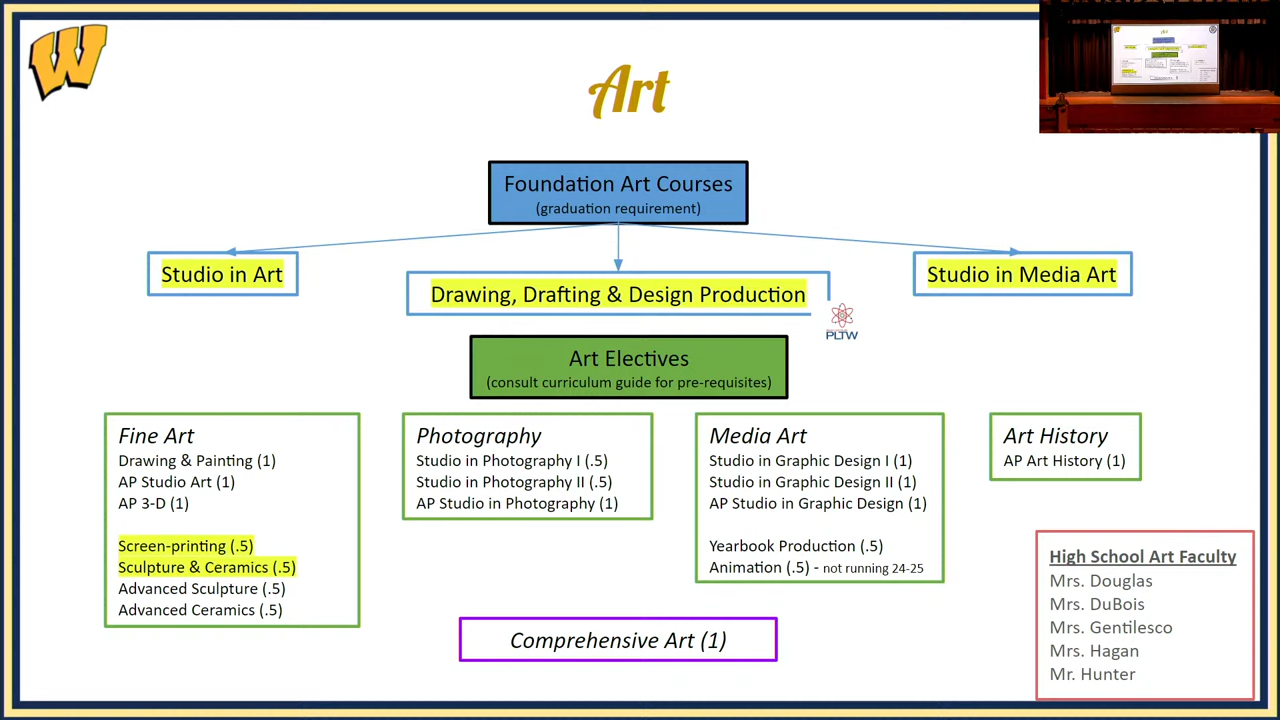 W
Art
Foundation Art Courses
(graduation requirement)
Studio in Art
Drawing, Drafting & Design Production
Studio in Media Art
PLTW
Art Electives
(consult curriculum guide for pre-requisites)
Fine Art
Drawing & Painting (1)
AP Studio Art (1)
AP 3-D (1)
Screen-printing (.5)
Sculpture & Ceramics (.5)
Advanced Sculpture (.5)
Advanced Ceramics (.5)
Photography
Studio in Photography I (.5)
Studio in Photography II (.5)
AP Studio in Photography (1)
Media Art
Studio in Graphic Design I (1)
Studio in Graphic Design II (1)
AP Studio in Graphic Design (1)
Yearbook Production (.5)
Animation (.5) - not running 24-25
Art History
AP Art History (1)
Comprehensive Art (1)
High School Art Faculty
Mrs. Douglas
Mrs. DuBois
Mrs. Gentilesco
Mrs. Hagan
Mr. Hunter